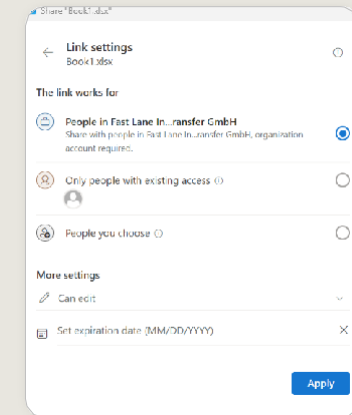 Share "Book1.xlsx"
Link settings
Book1.xlsx
The link works for
People in Fast Lane In...ransfer GmbH
Share with people in Fast Lane In...ransfer GmbH, organization
account required.
Only people with existing access
People you choose
More settings
Can edit
Set expiration date (MM/DD/YYYY)
Apply